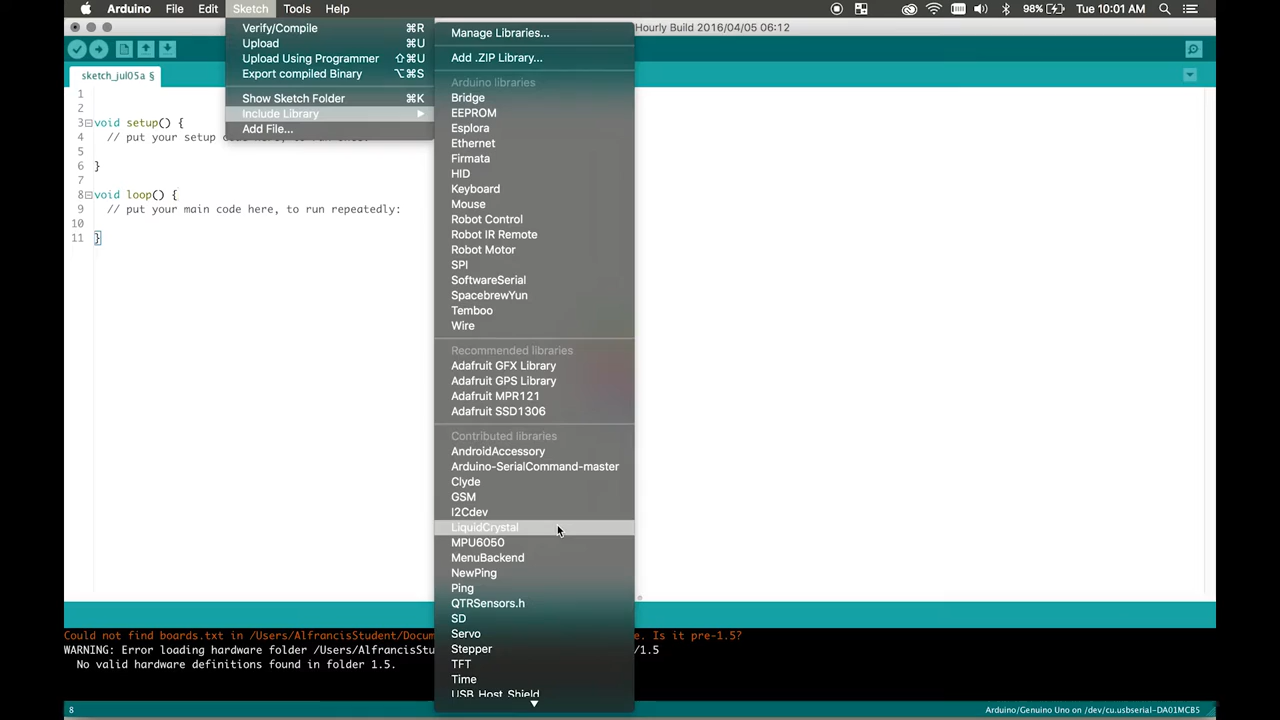 Arduino File Edit Sketch Tools Help 98% Tue 10:01 AM
Hourly Build 2016/04/05 06:12
sketch_jul05a §
Verify/Compile ⌘R
Upload ⌘U
Upload Using Programmer ⇧⌘U
Export compiled Binary ⌥⌘S
Show Sketch Folder ⌘K
Include Library
Add File...
Manage Libraries...
Add .ZIP Library...
Arduino libraries
Bridge
EEPROM
Esplora
Ethernet
Firmata
HID
Keyboard
Mouse
Robot Control
Robot IR Remote
Robot Motor
SPI
SoftwareSerial
SpacebrewYun
Temboo
Wire
Recommended libraries
Adafruit GFX Library
Adafruit GPS Library
Adafruit MPR121
Adafruit SSD1306
Contributed libraries
AndroidAccessory
Arduino-SerialCommand-master
Clyde
GSM
I2Cdev
LiquidCrystal
MPU6050
MenuBackend
NewPing
Ping
QTRSensors.h
SD
Servo
Stepper
TFT
Time
USB_Host_Shield
1
2
3 void setup() {
4 // put your setup code here, to run once:
5
6 }
7
8 void loop() {
9 // put your main code here, to run repeatedly:
10
11 }
Could not find boards.txt in /Users/AlfrancisStudent/Docum e. Is it pre-1.5?
WARNING: Error loading hardware folder /Users/AlfrancisStu /1.5
No valid hardware definitions found in folder 1.5.
8 Arduino/Genuino Uno on /dev/cu.usbserial-DA01MCB5